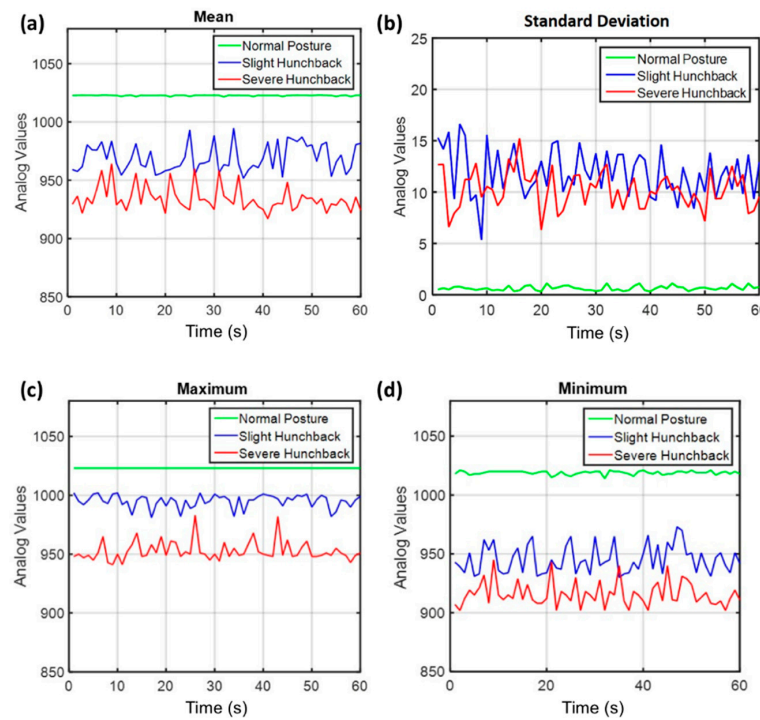 (a)
Mean
Normal Posture
Slight Hunchback
Severe Hunchback
1050
1000
950
900
850
Analog Values
0 10 20 30 40 50 60
Time (s)
(b)
Standard Deviation
Normal Posture
Slight Hunchback
Severe Hunchback
25
20
15
10
5
0
Analog Values
0 10 20 30 40 50 60
Time (s)
(c)
Maximum
Normal Posture
Slight Hunchback
Severe Hunchback
1050
1000
950
900
850
Analog Values
0 10 20 30 40 50 60
Time (s)
(d)
Minimum
Normal Posture
Slight Hunchback
Severe Hunchback
1050
1000
950
900
850
Analog Values
0 10 20 30 40 50 60
Time (s)